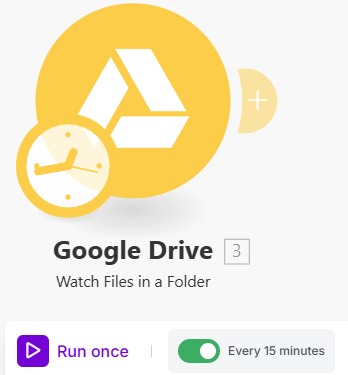 Google Drive 3
Watch Files in a Folder
Run once
Every 15 minutes